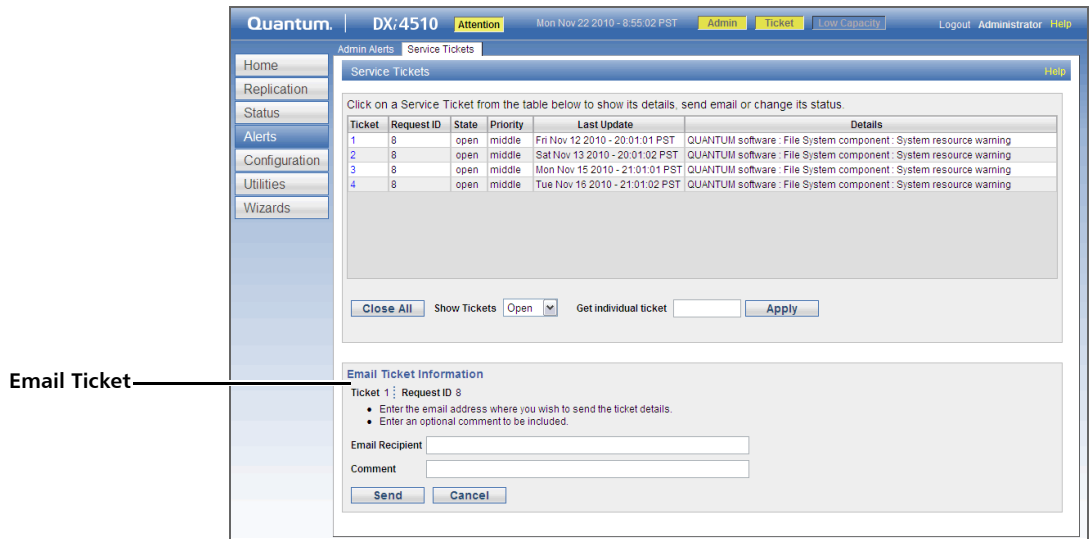 Quantum. DXi4510 Attention Mon Nov 22 2010 - 8:55:02 PST Admin Ticket Low Capacity Logout Administrator Help
Admin Alerts Service Tickets
Home
Replication
Status
Alerts
Configuration
Utilities
Wizards
Service Tickets Help
Click on a Service Ticket from the table below to show its details, send email or change its status.
Ticket Request ID State Priority Last Update Details
1 8 open middle Fri Nov 12 2010 - 20:01:01 PST QUANTUM software : File System component : System resource warning
2 8 open middle Sat Nov 13 2010 - 20:01:02 PST QUANTUM software : File System component : System resource warning
3 8 open middle Mon Nov 15 2010 - 21:01:01 PST QUANTUM software : File System component : System resource warning
4 8 open middle Tue Nov 16 2010 - 21:01:02 PST QUANTUM software : File System component : System resource warning
Close All Show Tickets Open Get individual ticket Apply
Email Ticket
Email Ticket Information
Ticket 1 Request ID 8
• Enter the email address where you wish to send the ticket details.
• Enter an optional comment to be included.
Email Recipient
Comment
Send Cancel